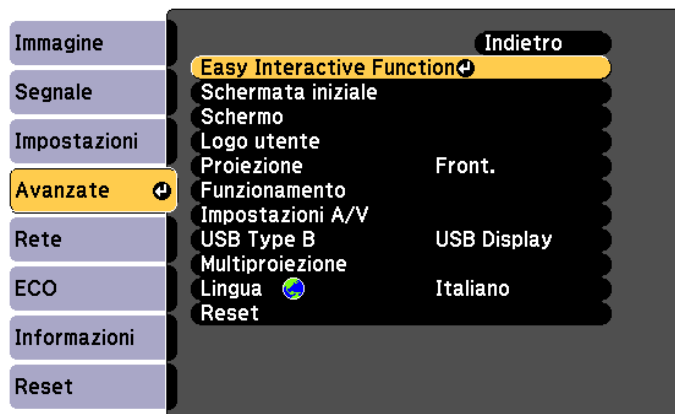 Immagine
Segnale
Impostazioni
Avanzate
Rete
ECO
Informazioni
Reset
Indietro
Easy Interactive Function
Schermata iniziale
Schermo
Logo utente
Proiezione Front.
Funzionamento
Impostazioni A/V
USB Type B USB Display
Multiproiezione
Lingua Italiano
Reset